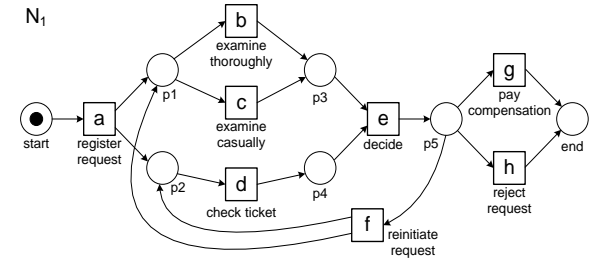 N1
b
examine
thoroughly
g
pay
compensation
p1
c
examine
casually
p3
start
a
register
request
e
decide
p5
end
p2
d
check ticket
p4
h
reject
request
f
reinitiate
request